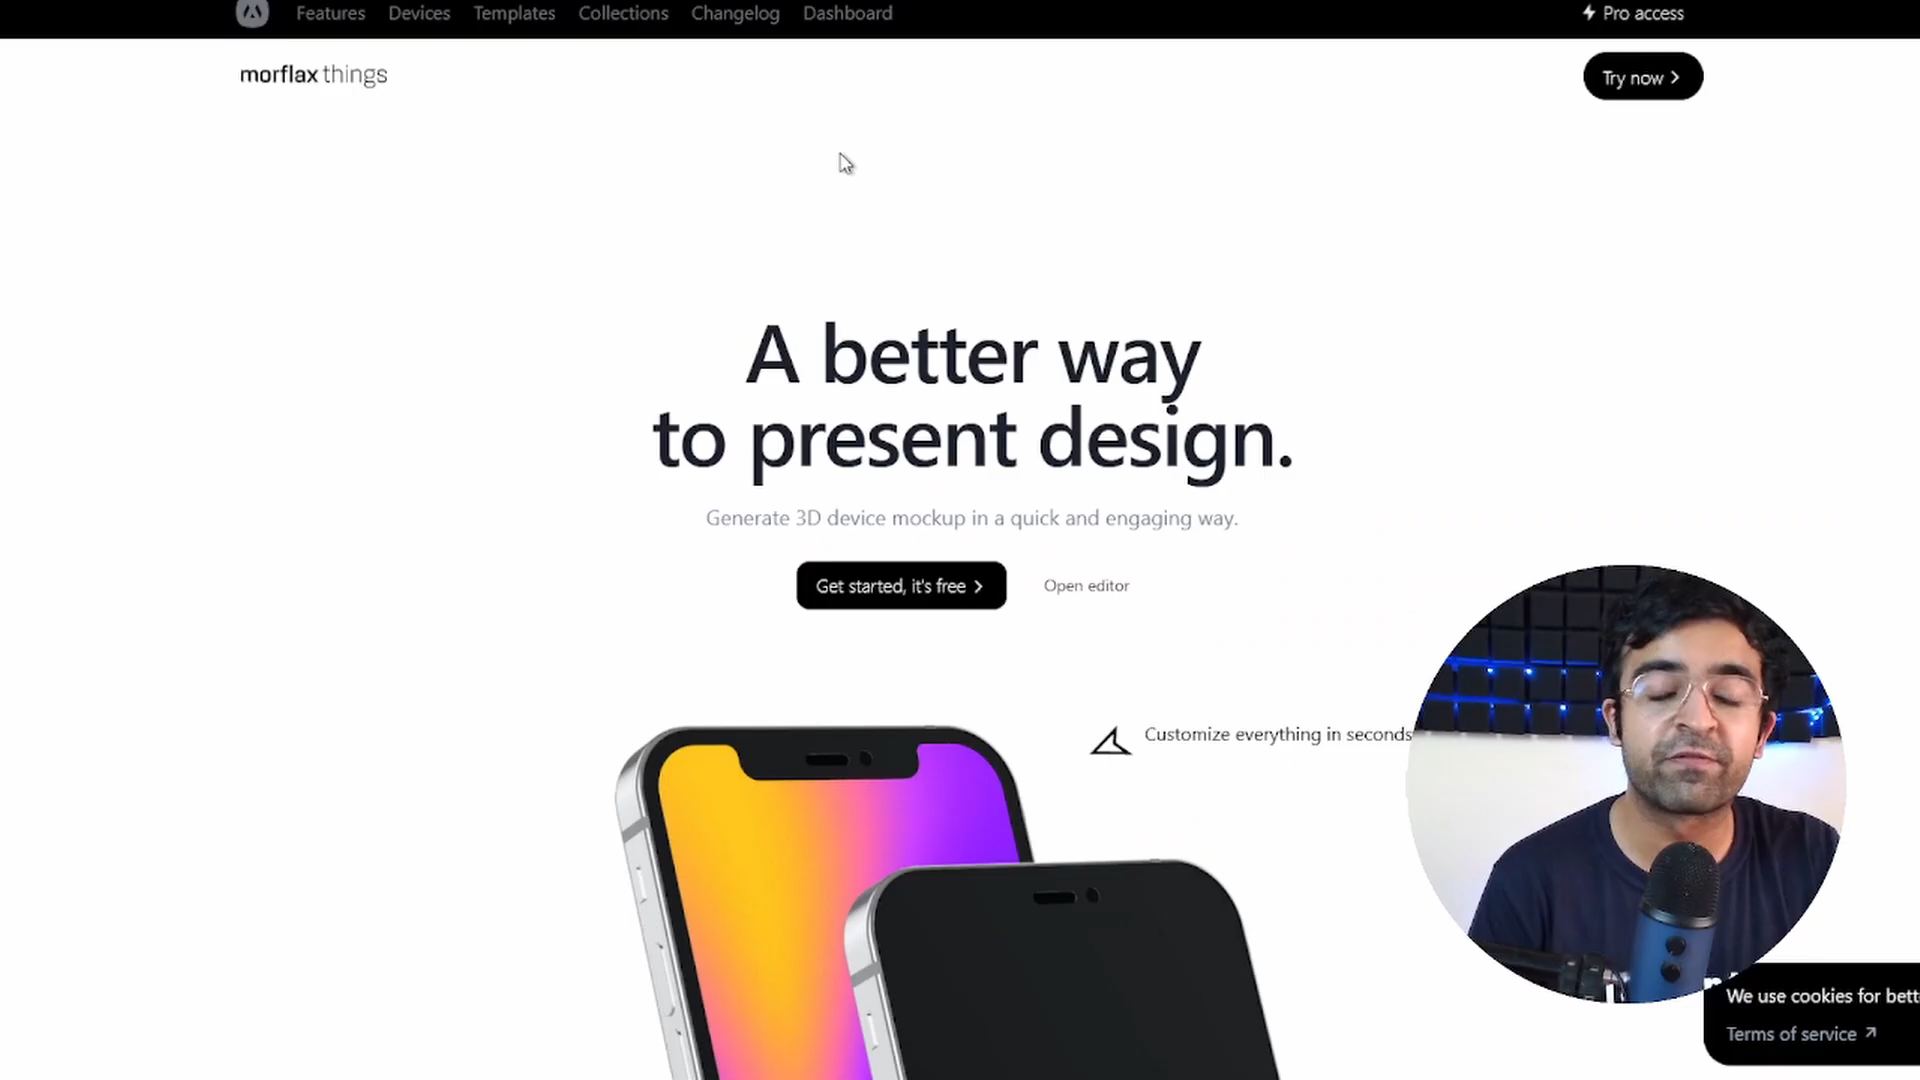 Features Devices Templates Collections Changelog Dashboard Pro access
morflax things
Try now
A better way
to present design.
Generate 3D device mockup in a quick and engaging way.
Get started, it's free Open editor
Customize everything in seconds
We use cookies for bett
Terms of service